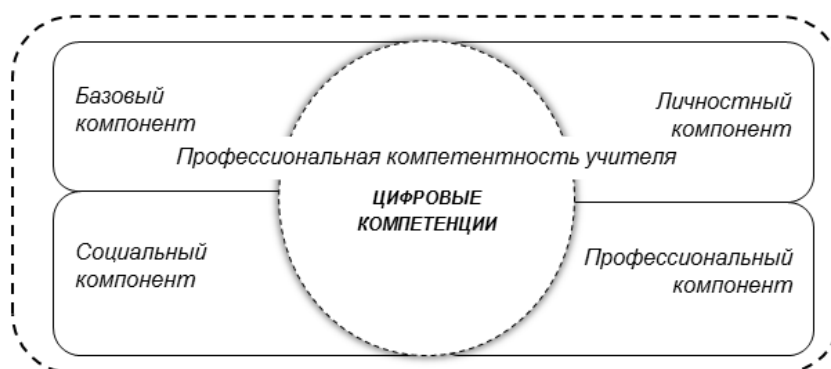 Базовый
компонент
Личностный
компонент
Профессиональная компетентность учителя
ЦИФРОВЫЕ
КОМПЕТЕНЦИИ
Социальный
компонент
Профессиональный
компонент